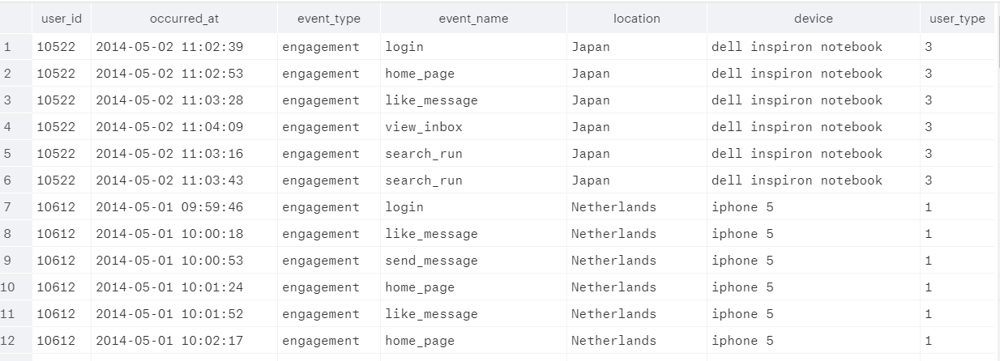 user_id occurred_at event_type event_name location device user_type
1 10522 2014-05-02 11:02:39 engagement login Japan dell inspiron notebook 3
2 10522 2014-05-02 11:02:53 engagement home_page Japan dell inspiron notebook 3
3 10522 2014-05-02 11:03:28 engagement like_message Japan dell inspiron notebook 3
4 10522 2014-05-02 11:04:09 engagement view_inbox Japan dell inspiron notebook 3
5 10522 2014-05-02 11:03:16 engagement search_run Japan dell inspiron notebook 3
6 10522 2014-05-02 11:03:43 engagement search_run Japan dell inspiron notebook 3
7 10612 2014-05-01 09:59:46 engagement login Netherlands iphone 5 1
8 10612 2014-05-01 10:00:18 engagement like_message Netherlands iphone 5 1
9 10612 2014-05-01 10:00:53 engagement send_message Netherlands iphone 5 1
10 10612 2014-05-01 10:01:24 engagement home_page Netherlands iphone 5 1
11 10612 2014-05-01 10:01:52 engagement like_message Netherlands iphone 5 1
12 10612 2014-05-01 10:02:17 engagement home_page Netherlands iphone 5 1